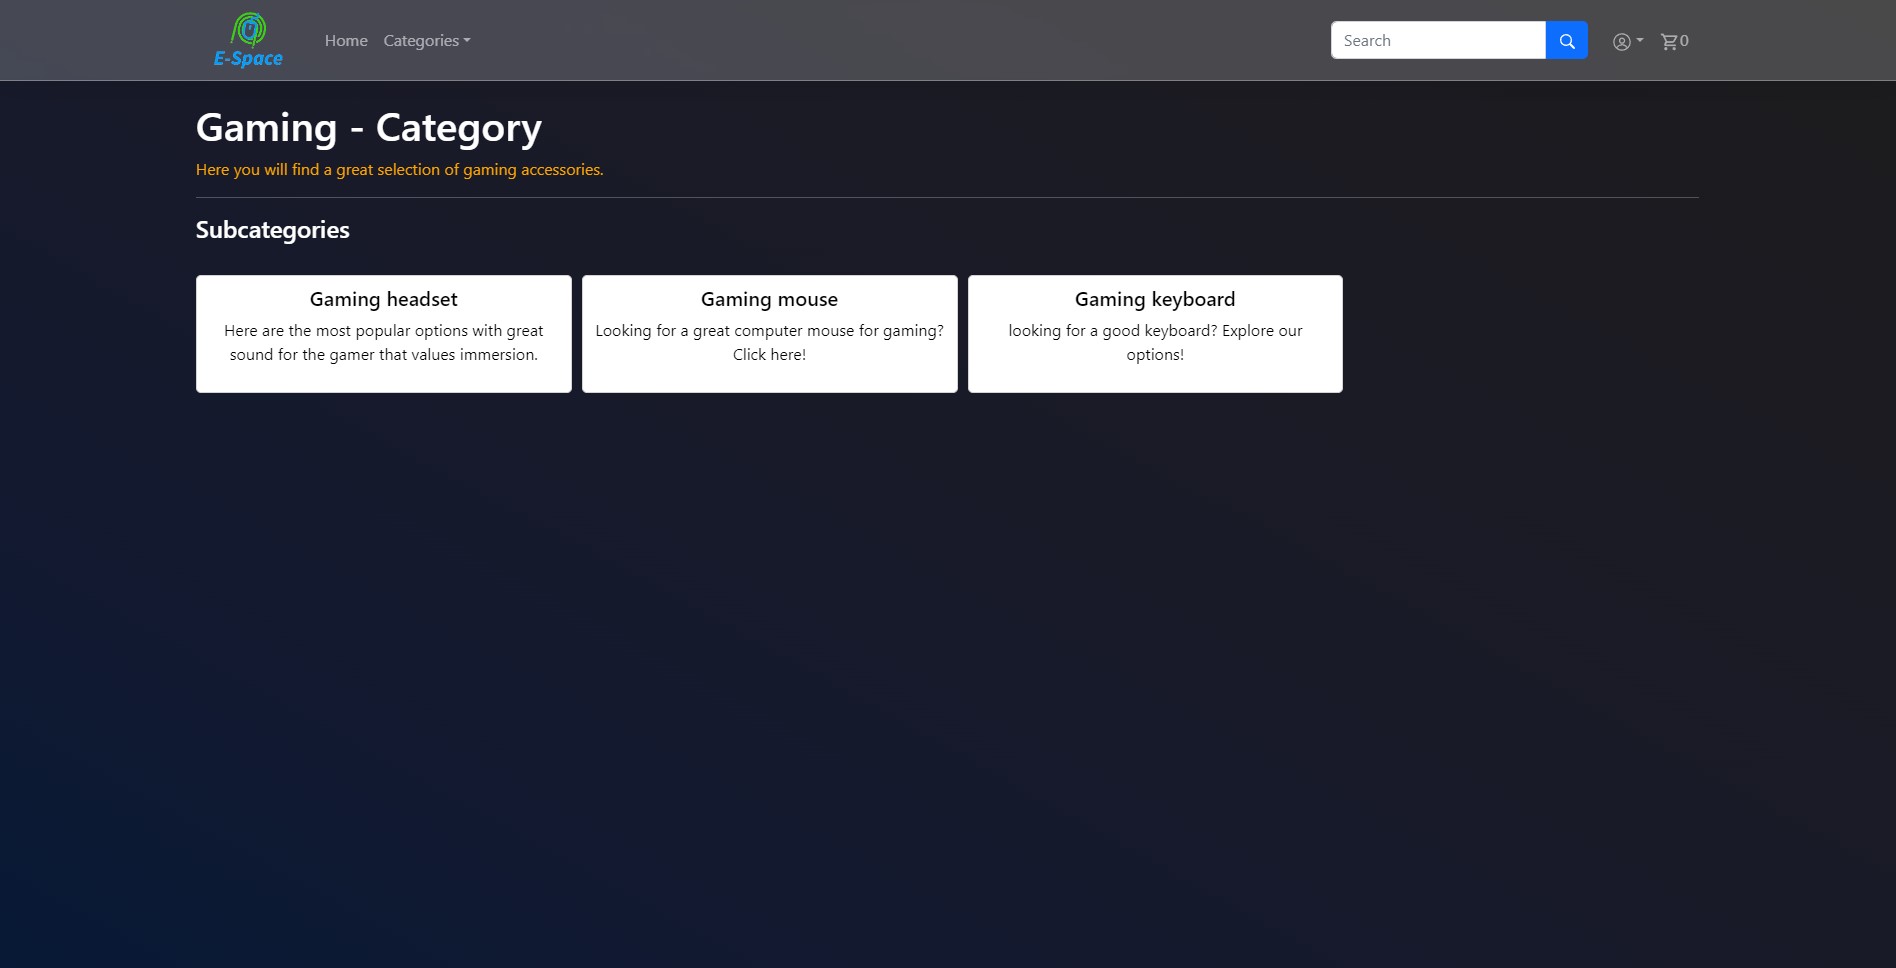 E-Space
Home Categories
Search
0
Gaming - Category
Here you will find a great selection of gaming accessories.
Subcategories
Gaming headset
Here are the most popular options with great
sound for the gamer that values immersion.
Gaming mouse
Looking for a great computer mouse for gaming?
Click here!
Gaming keyboard
looking for a good keyboard? Explore our
options!